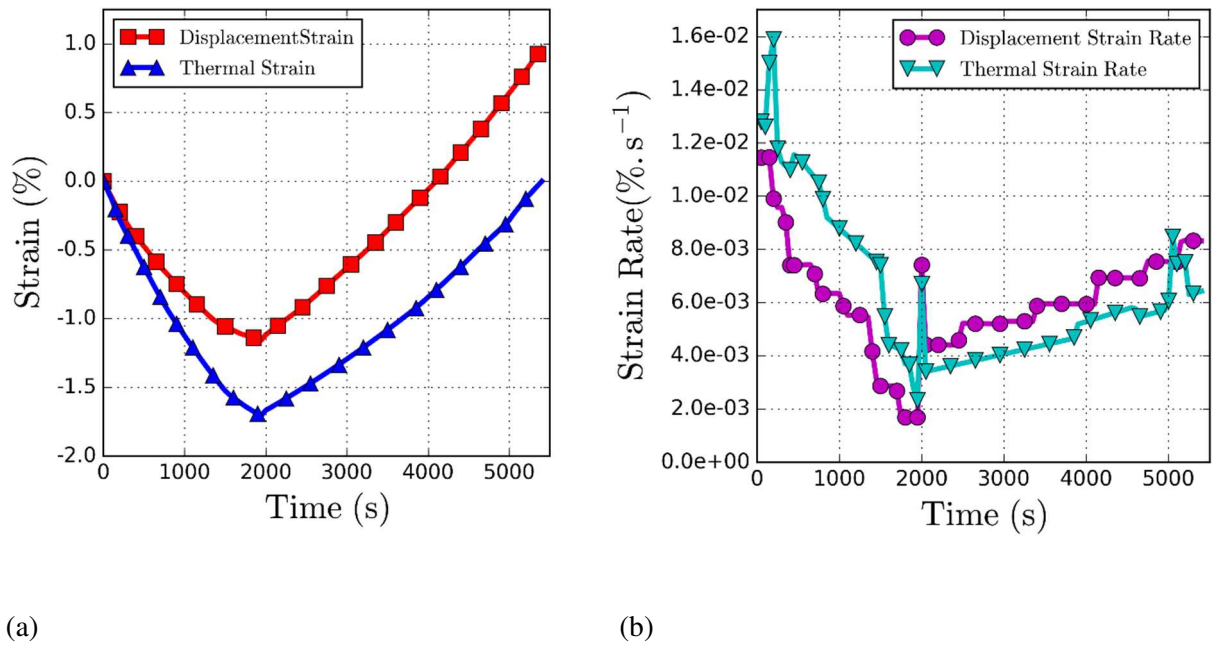 1.0
0.5
0.0
-0.5
-1.0
-1.5
-2.0
Strain (%)
DisplacementStrain
Thermal Strain
0 1000 2000 3000 4000 5000
Time (s)
1.6e-02
1.4e-02
1.2e-02
1.0e-02
8.0e-03
6.0e-03
4.0e-03
2.0e-03
0.0e+00
Strain Rate(%.s⁻¹)
Displacement Strain Rate
Thermal Strain Rate
0 1000 2000 3000 4000 5000
Time (s)
(a)
(b)